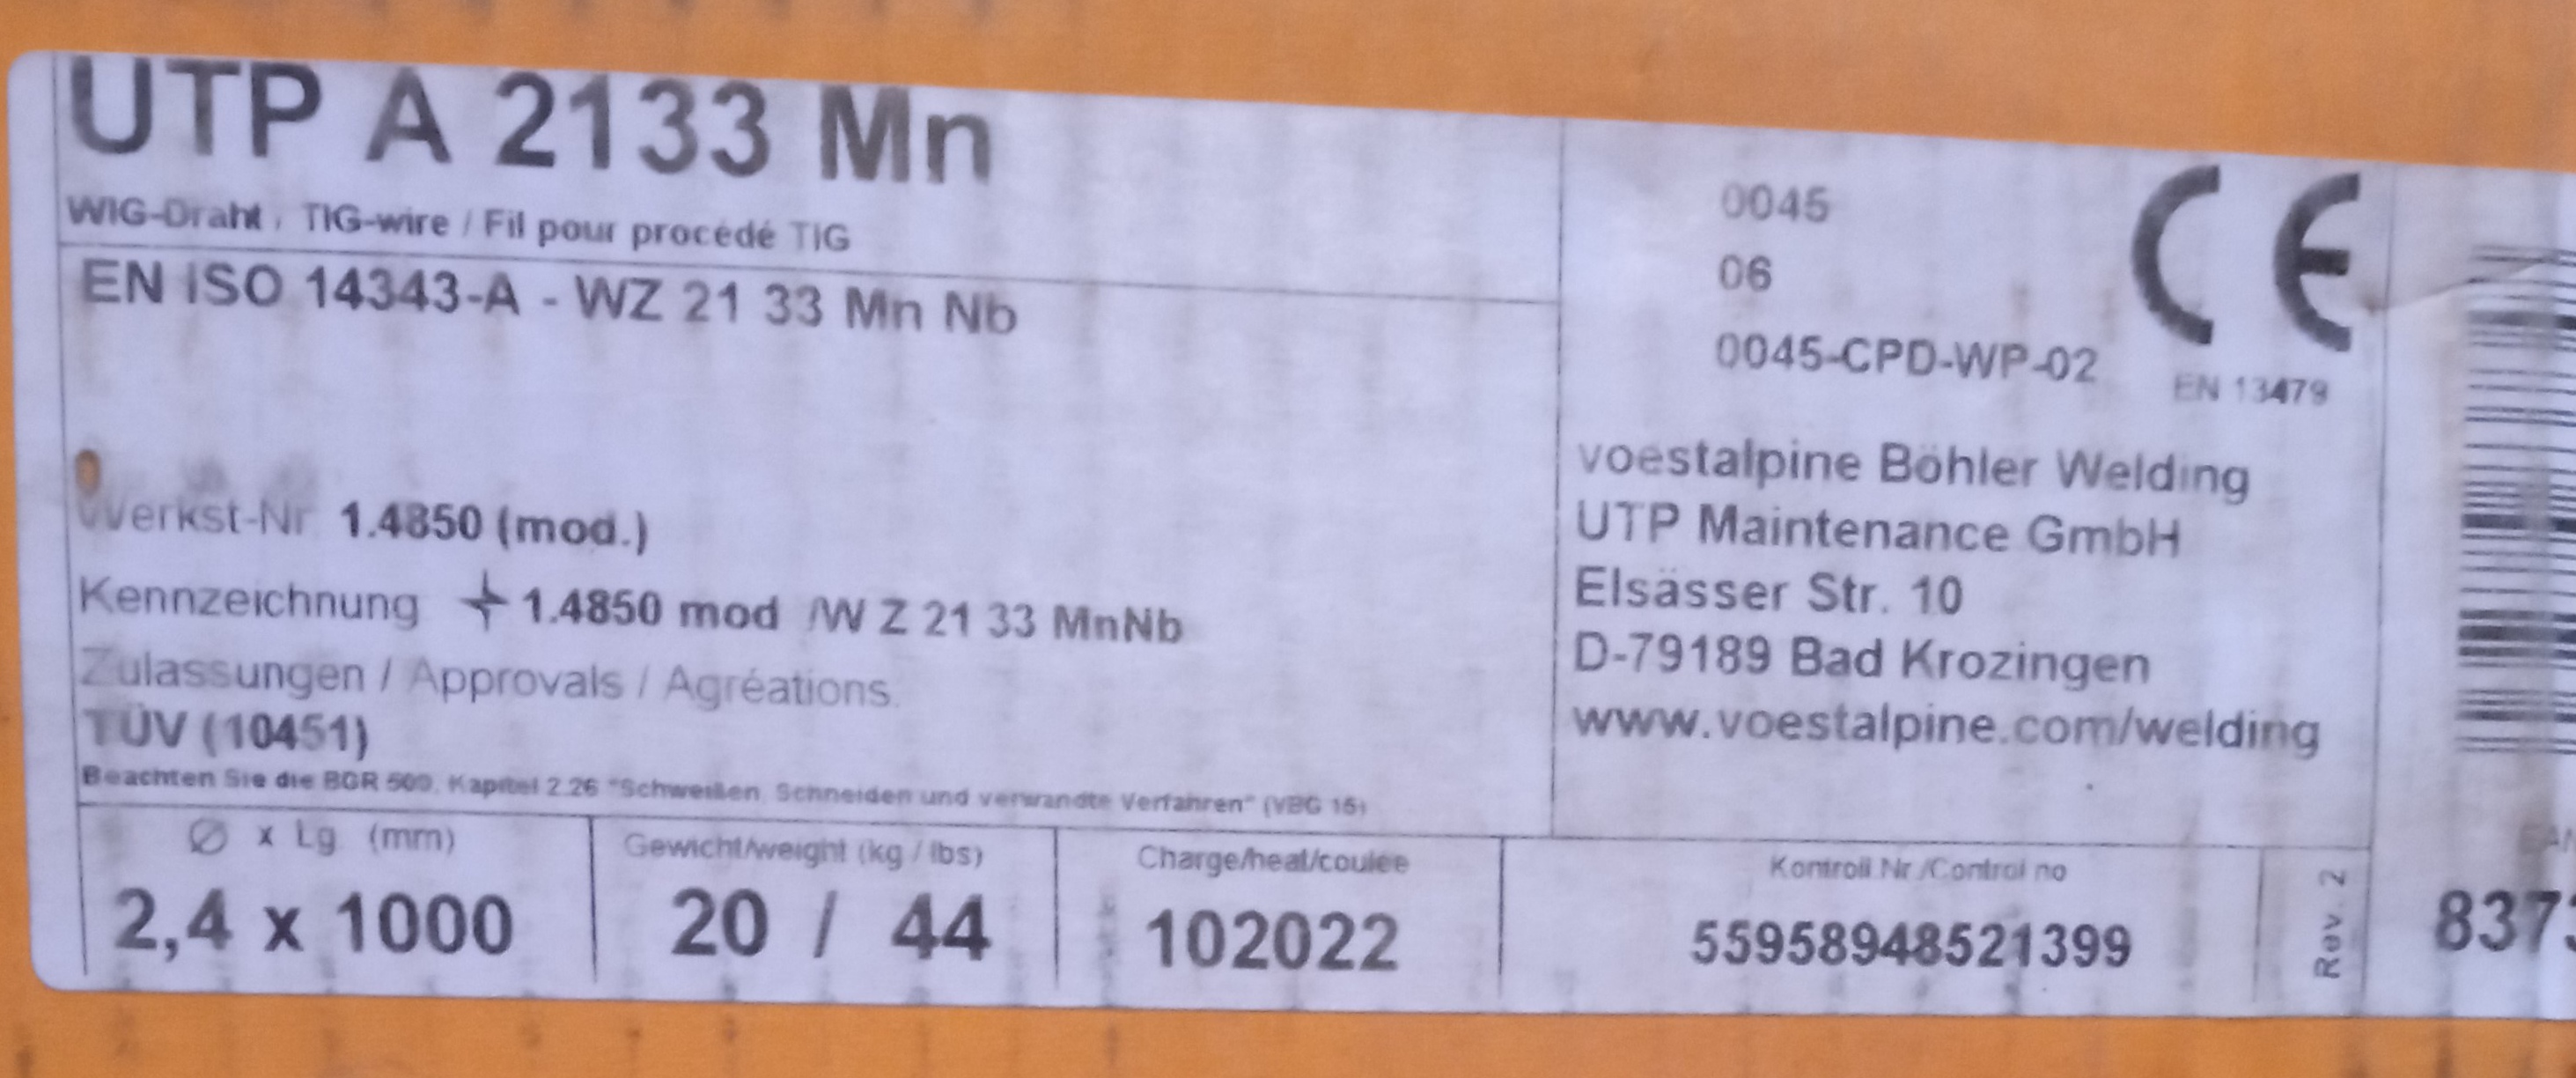 UTP A 2133 Mn
WIG-Draht / TIG-wire / Fil pour procédé TIG
EN ISO 14343-A - WZ 21 33 Mn Nb
Werkst-Nr. 1.4850 (mod.)
Kennzeichnung 1.4850 mod /W Z 21 33 MnNb
Zulassungen / Approvals / Agréations
TÜV (10451)
Beachten Sie die BGR 500, Kapitel 2.26 "Schweißen, Schneiden und verwandte Verfahren" (VBG 15)
0045
06
0045-CPD-WP-02
CE
EN 13479
voestalpine Böhler Welding
UTP Maintenance GmbH
Elsässer Str. 10
D-79189 Bad Krozingen
www.voestalpine.com/welding
Ø x Lg (mm)
2,4 x 1000
Gewicht/weight (kg / lbs)
20 / 44
Charge/heat/coulée
102022
Kontroll Nr./Control no
55958948521399
Rev. 2